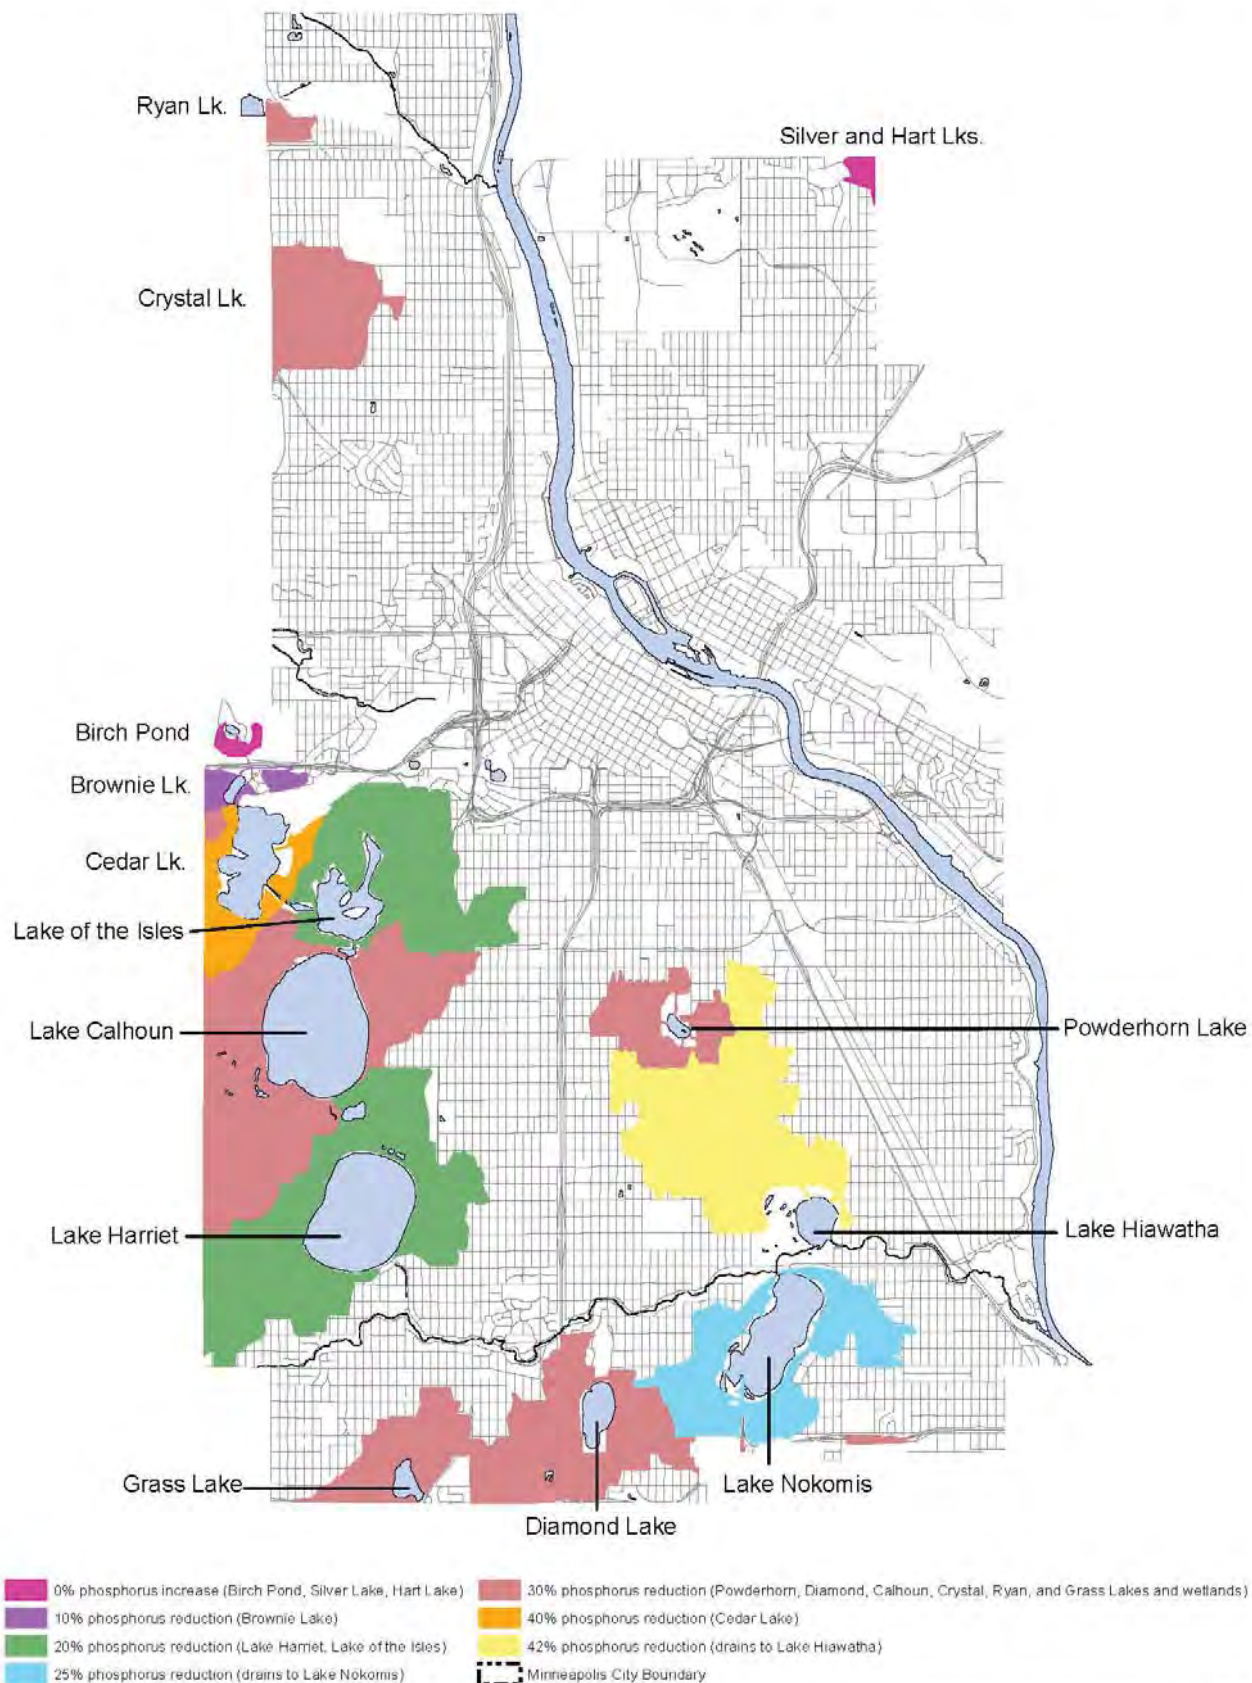 Ryan Lk.
Silver and Hart Lks.
Crystal Lk.
Birch Pond
Brownie Lk.
Cedar Lk.
Lake of the Isles
Lake Calhoun
Powderhorn Lake
Lake Harriet
Lake Hiawatha
Grass Lake
Lake Nokomis
Diamond Lake
0% phosphorus increase (Birch Pond, Silver Lake, Hart Lake)
10% phosphorus reduction (Brownie Lake)
20% phosphorus reduction (Lake Harriet, Lake of the Isles)
25% phosphorus reduction (drains to Lake Nokomis)
30% phosphorus reduction (Powderhorn, Diamond, Calhoun, Crystal, Ryan, and Grass Lakes and wetlands)
40% phosphorus reduction (Cedar Lake)
42% phosphorus reduction (drains to Lake Hiawatha)
Minneapolis City Boundary